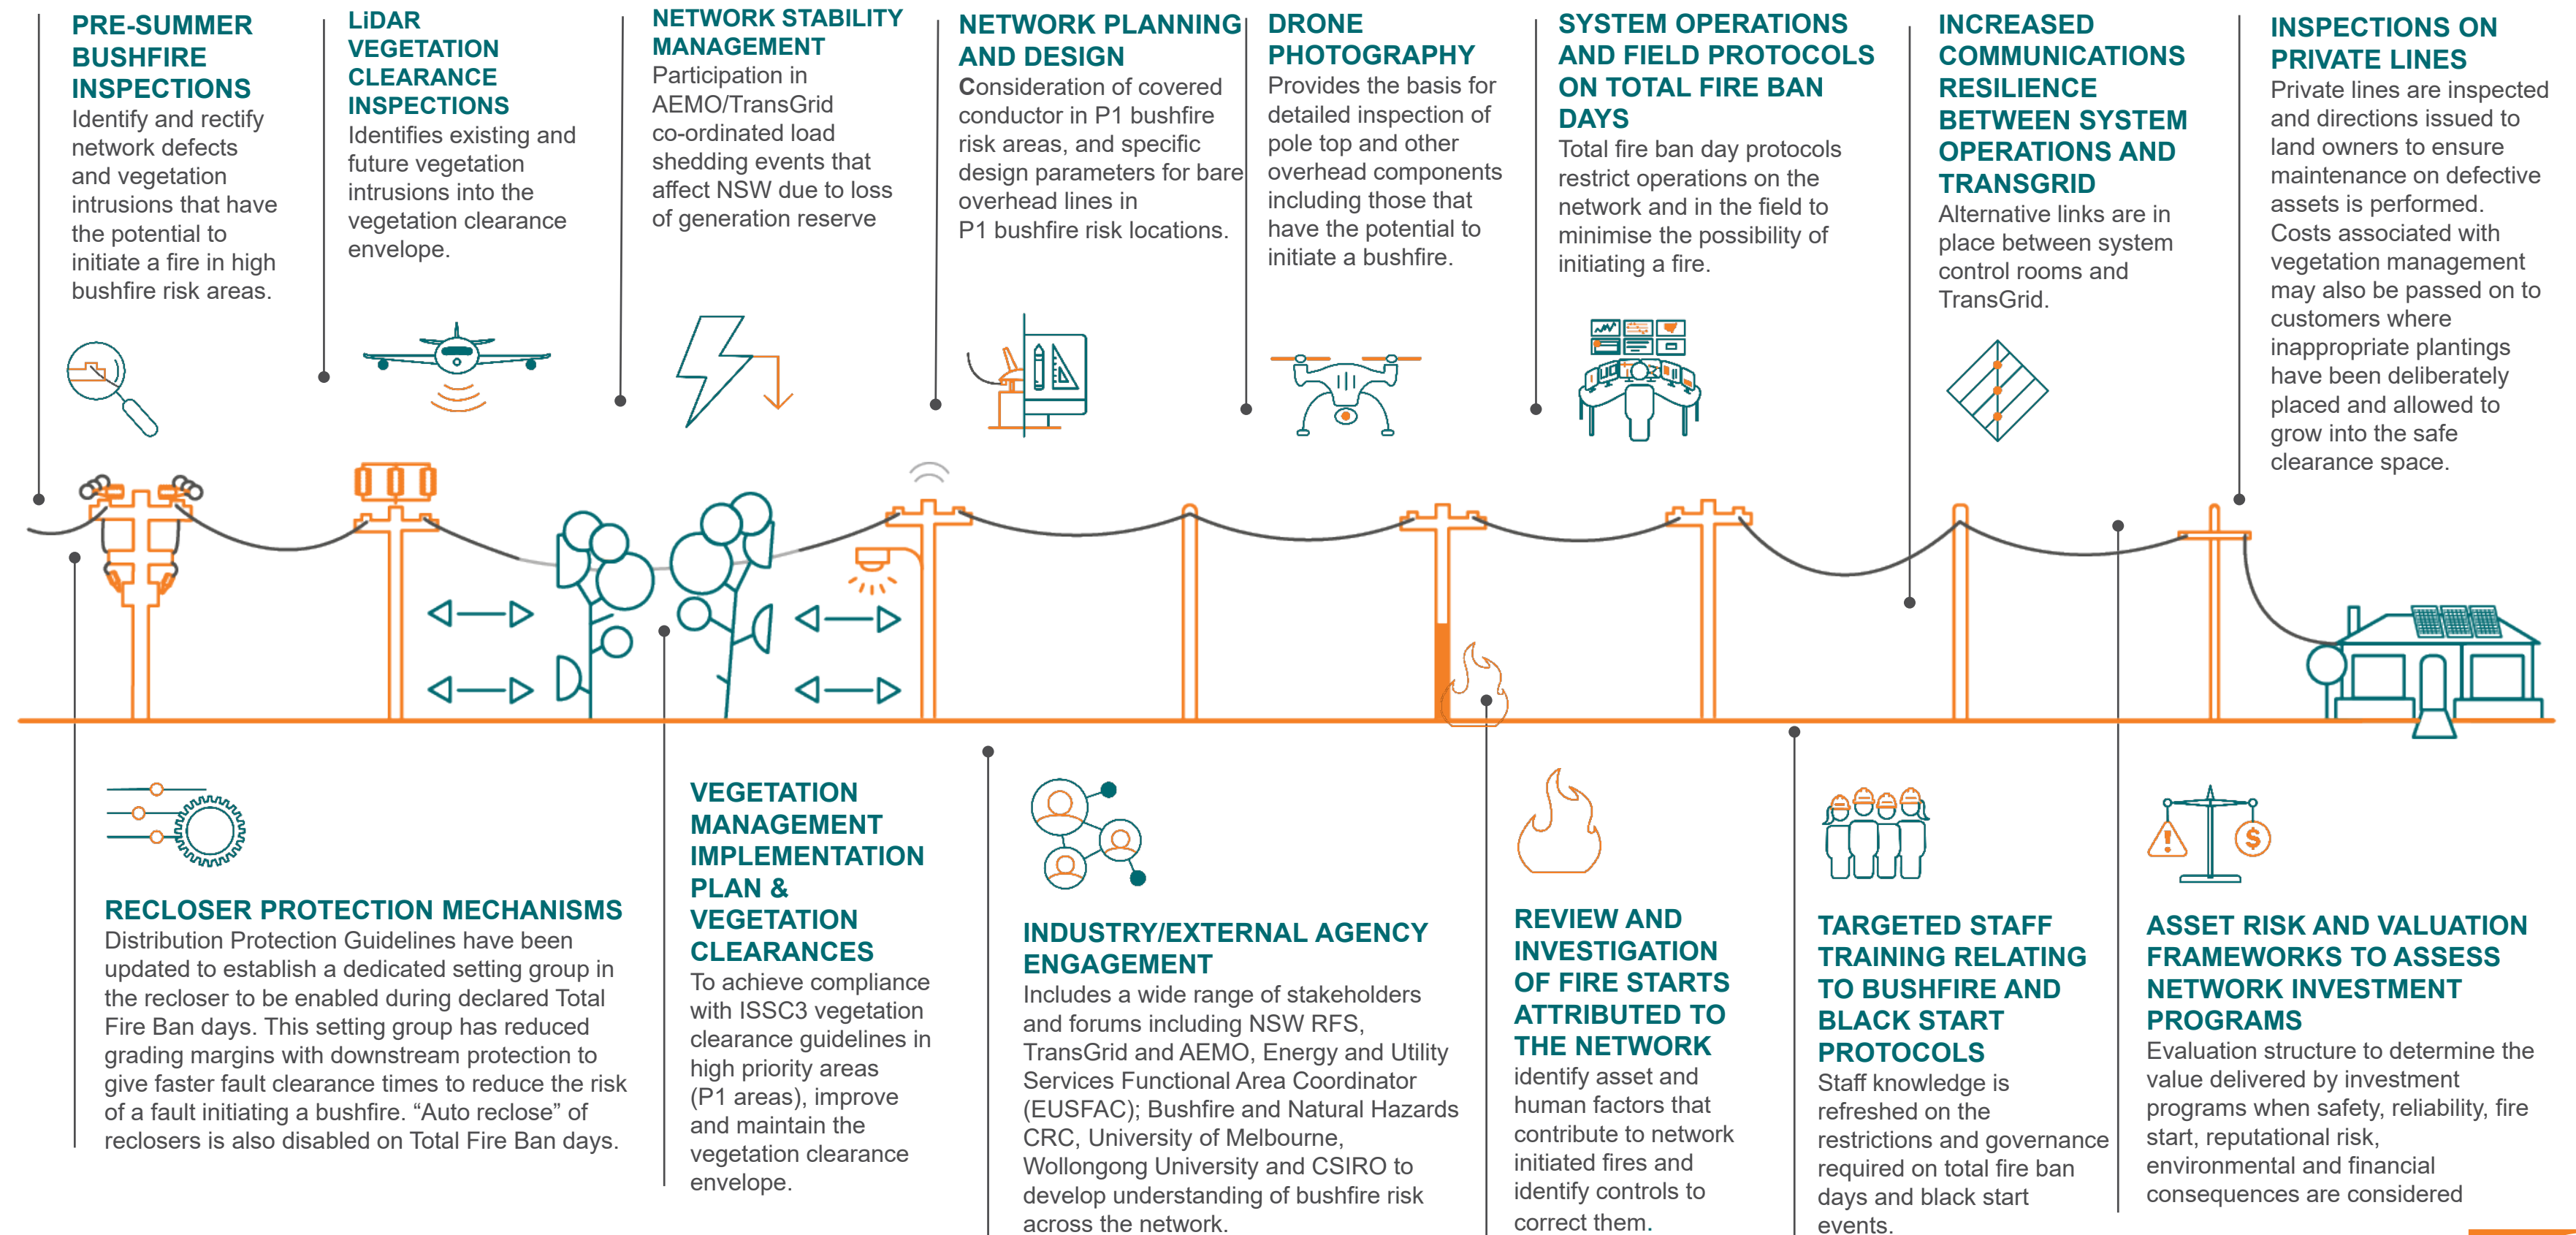 PRE-SUMMER
BUSHFIRE
INSPECTIONS
Identify and rectify
network defects
and vegetation
intrusions that have
the potential to
initiate a fire in high
bushfire risk areas.
LiDAR
VEGETATION
CLEARANCE
INSPECTIONS
Identifies existing and
future vegetation
intrusions into the
vegetation clearance
envelope.
NETWORK STABILITY
MANAGEMENT
Participation in
AEMO/TransGrid
co-ordinated load
shedding events that
affect NSW due to loss
of generation reserve
NETWORK PLANNING
AND DESIGN
Consideration of covered
conductor in P1 bushfire
risk areas, and specific
design parameters for bare
overhead lines in
P1 bushfire risk locations.
DRONE
PHOTOGRAPHY
Provides the basis for
detailed inspection of
pole top and other
overhead components
including those that
have the potential to
initiate a bushfire.
SYSTEM OPERATIONS
AND FIELD PROTOCOLS
ON TOTAL FIRE BAN
DAYS
Total fire ban day protocols
restrict operations on the
network and in the field to
minimise the possibility of
initiating a fire.
INCREASED
COMMUNICATIONS
RESILIENCE
BETWEEN SYSTEM
OPERATIONS AND
TRANSGRID
Alternative links are in
place between system
control rooms and
TransGrid.
INSPECTIONS ON
PRIVATE LINES
Private lines are inspected
and directions issued to
land owners to ensure
maintenance on defective
assets is performed.
Costs associated with
vegetation management
may also be passed on to
customers where
inappropriate plantings
have been deliberately
placed and allowed to
grow into the safe
clearance space.
RECLOSER PROTECTION MECHANISMS
Distribution Protection Guidelines have been
updated to establish a dedicated setting group in
the recloser to be enabled during declared Total
Fire Ban days. This setting group has reduced
grading margins with downstream protection to
give faster fault clearance times to reduce the risk
of a fault initiating a bushfire. “Auto reclose” of
reclosers is also disabled on Total Fire Ban days.
VEGETATION
MANAGEMENT
IMPLEMENTATION
PLAN &
VEGETATION
CLEARANCES
To achieve compliance
with ISSC3 vegetation
clearance guidelines in
high priority areas
(P1 areas), improve
and maintain the
vegetation clearance
envelope.
INDUSTRY/EXTERNAL AGENCY
ENGAGEMENT
Includes a wide range of stakeholders
and forums including NSW RFS,
TransGrid and AEMO, Energy and Utility
Services Functional Area Coordinator
(EUSFAC); Bushfire and Natural Hazards
CRC, University of Melbourne,
Wollongong University and CSIRO to
develop understanding of bushfire risk
across the network.
REVIEW AND
INVESTIGATION
OF FIRE STARTS
ATTRIBUTED TO
THE NETWORK
identify asset and
human factors that
contribute to network
initiated fires and
identify controls to
correct them.
TARGETED STAFF
TRAINING RELATING
TO BUSHFIRE AND
BLACK START
PROTOCOLS
Staff knowledge is
refreshed on the
restrictions and governance
required on total fire ban
days and black start
events.
!
$
ASSET RISK AND VALUATION
FRAMEWORKS TO ASSESS
NETWORK INVESTMENT
PROGRAMS
Evaluation structure to determine the
value delivered by investment
programs when safety, reliability, fire
start, reputational risk,
environmental and financial
consequences are considered